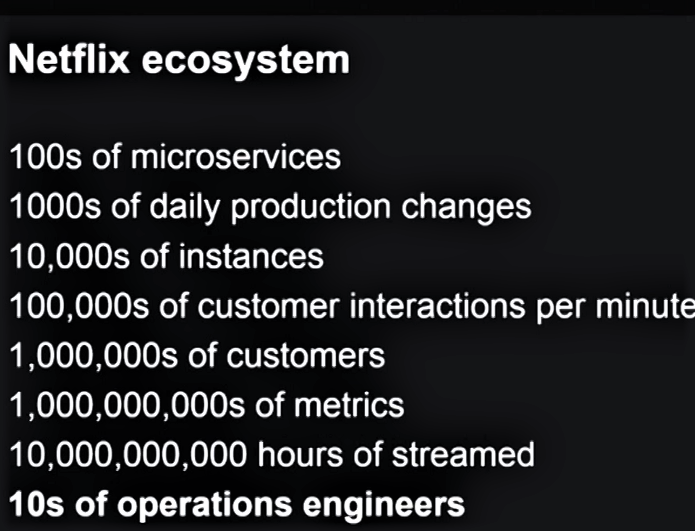 Netflix ecosystem
100s of microservices
1000s of daily production changes
10,000s of instances
100,000s of customer interactions per minute
1,000,000s of customers
1,000,000,000s of metrics
10,000,000,000 hours of streamed
10s of operations engineers